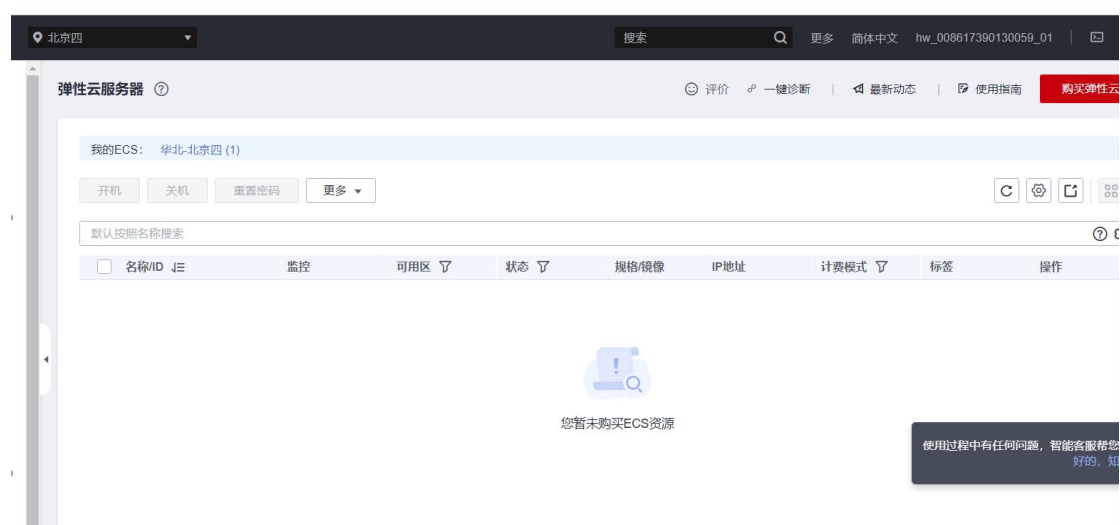 北京四
搜索
更多 简体中文 hw_008617390130059_01
弹性云服务器
评价 一键诊断 最新动态 使用指南 购买弹性云
我的ECS： 华北-北京四 (1)
开机 关机 重置密码 更多
默认按照名称搜索
名称/ID 监控 可用区 状态 规格/镜像 IP地址 计费模式 标签 操作
您暂未购买ECS资源
使用过程中有任何问题，智能客服帮您
好的，知